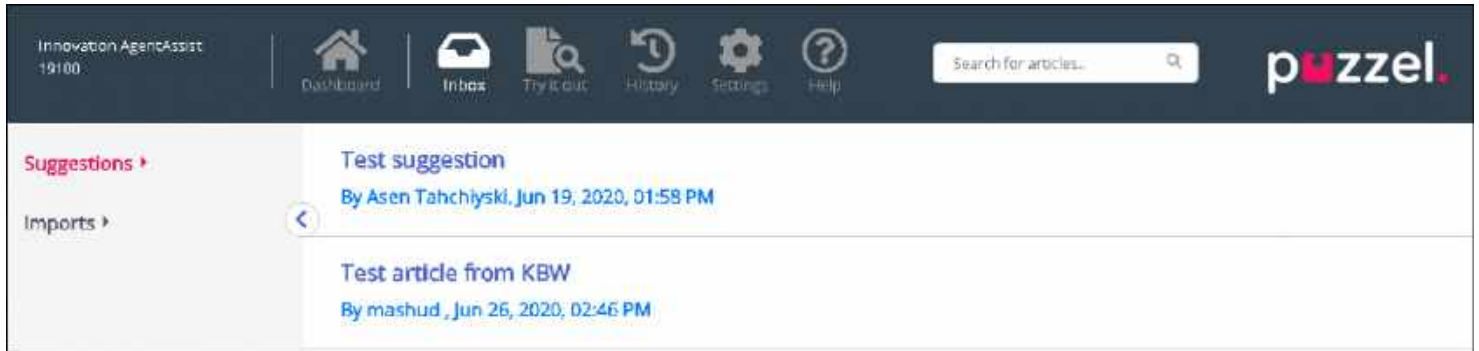 Innovation AgentAssist
19100
Dashboard
Inbox
Try it out
History
Settings
Help
Search for articles..
puzzel.
Suggestions
Imports
Test suggestion
By Asen Tahchiyski, Jun 19, 2020, 01:58 PM
Test article from KBW
By mashud , Jun 26, 2020, 02:46 PM